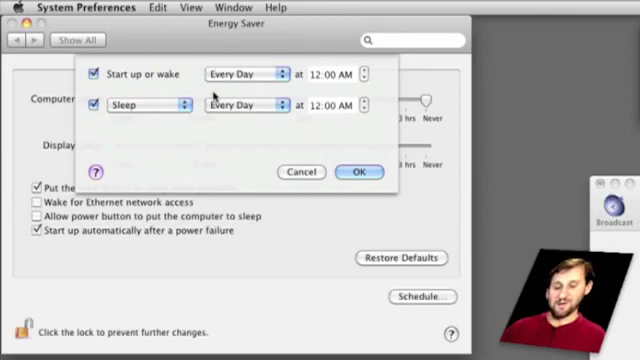 System Preferences Edit View Window Help
Energy Saver
Show All
Start up or wake Every Day at 12:00 AM
Computer
3 hrs Never
Sleep Every Day at 12:00 AM
Display
3 hrs Never
? Cancel OK
Put the
Wake for Ethernet network access
Allow power button to put the computer to sleep
Start up automatically after a power failure
Broadcast
Restore Defaults
Schedule...
Click the lock to prevent further changes. ?